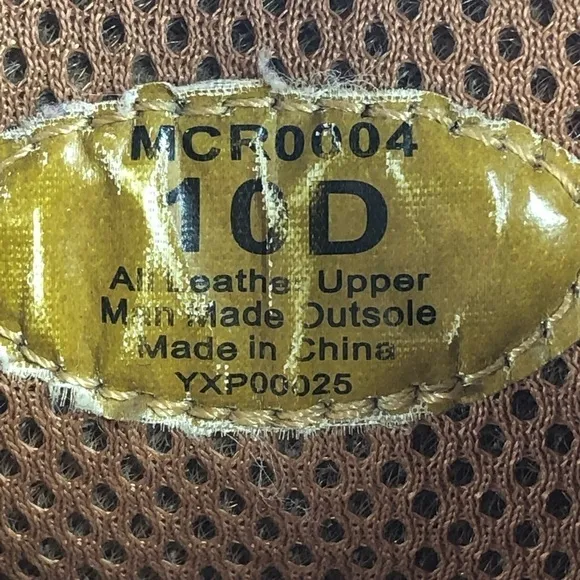 MCR0004
10D
All Leather Upper
Man Made Outsole
Made in China
YXP00025